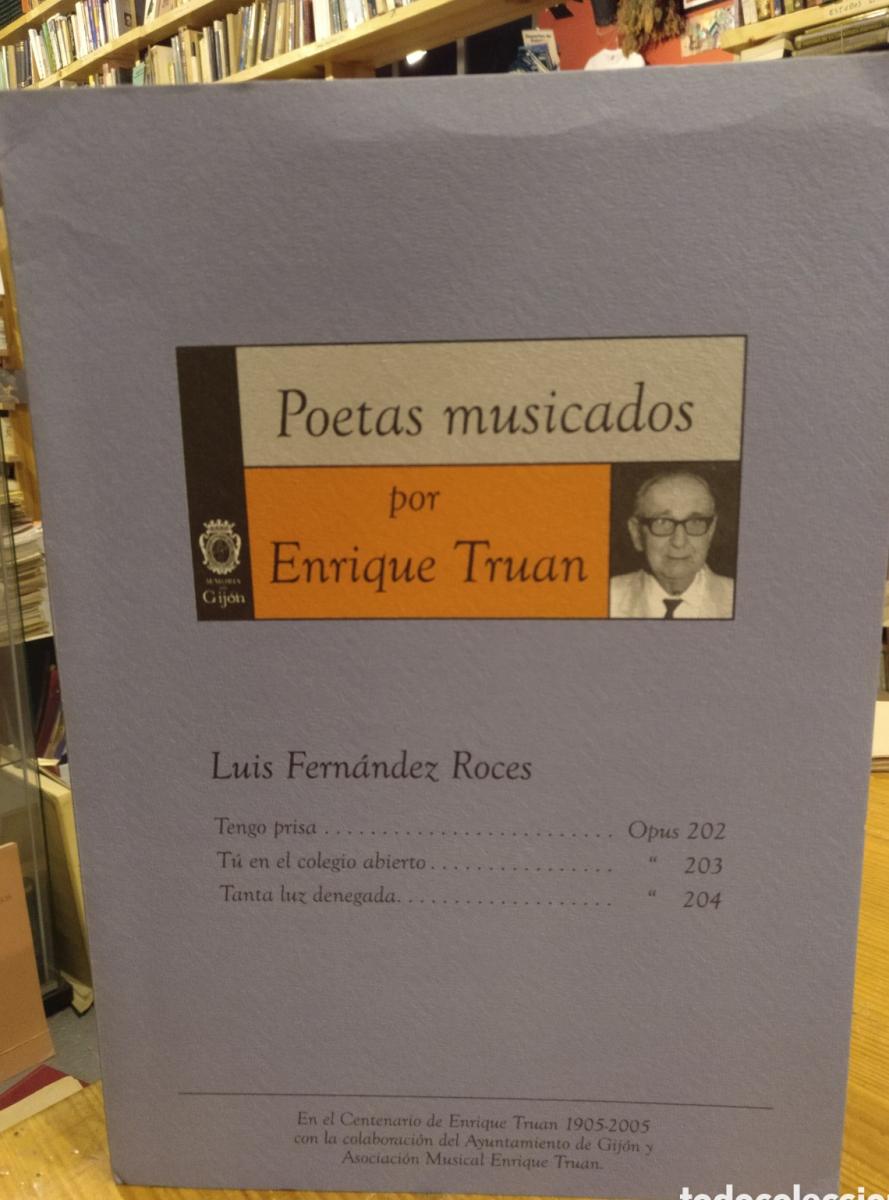 Poetas musicados
por
Enrique Truan
MEMORIA
Gijón
Luis Fernández Roces
Tengo prisa ......................... Opus 202
Tú en el colegio abierto ................ “ 203
Tanta luz denegada................... “ 204
En el Centenario de Enrique Truan 1905-2005
con la colaboración del Ayuntamiento de Gijón y
Asociación Musical Enrique Truan.